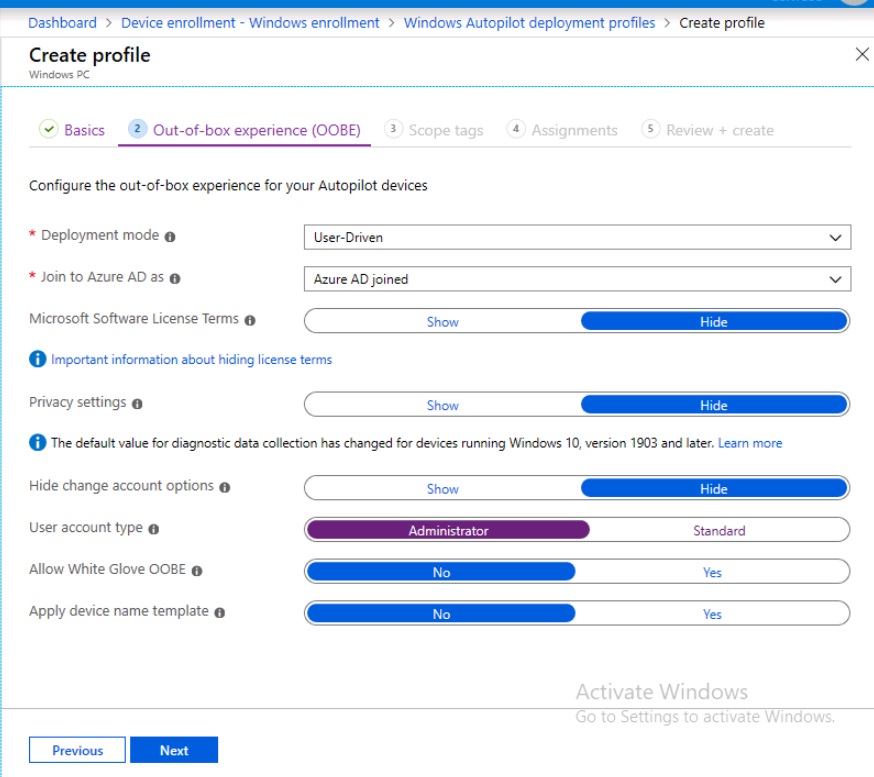 Dashboard > Device enrollment - Windows enrollment > Windows Autopilot deployment profiles > Create profile
Create profile
Windows PC
Basics 2 Out-of-box experience (OOBE) 3 Scope tags 4 Assignments 5 Review + create
Configure the out-of-box experience for your Autopilot devices
* Deployment mode User-Driven
* Join to Azure AD as Azure AD joined
Microsoft Software License Terms Show Hide
Important information about hiding license terms
Privacy settings Show Hide
The default value for diagnostic data collection has changed for devices running Windows 10, version 1903 and later. Learn more
Hide change account options Show Hide
User account type Administrator Standard
Allow White Glove OOBE No Yes
Apply device name template No Yes
Activate Windows
Go to Settings to activate Windows.
Previous Next